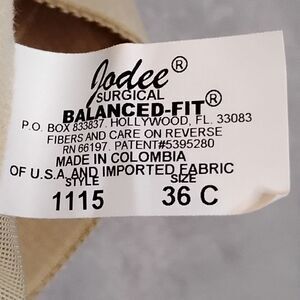 Jodee®
SURGICAL
BALANCED-FIT®
P.O. BOX 833837, HOLLYWOOD, FL. 33083
FIBERS AND CARE ON REVERSE
RN 66197. PATENT#5395280
MADE IN COLOMBIA
OF U.S.A. AND IMPORTED FABRIC
STYLE SIZE
1115 36 C